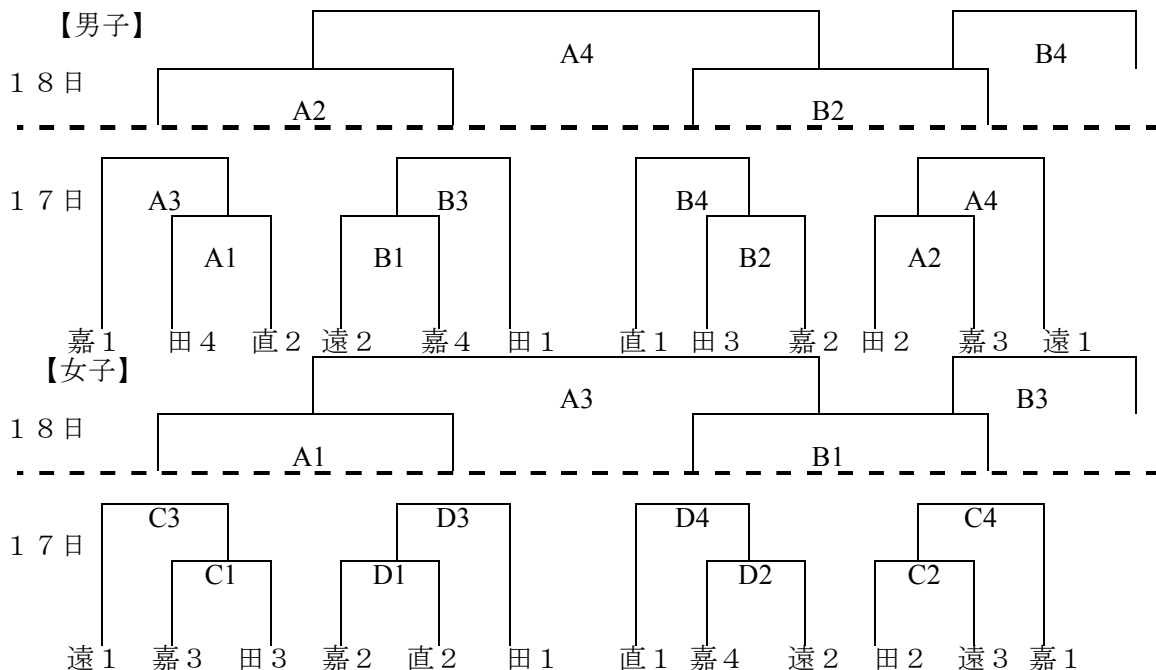 【男子】
A4 B4
１８日
A2 B2
１７日 A3 B3 B4 A4
A1 B1 B2 A2
嘉１ 田４ 直２ 遠２ 嘉４ 田１ 直１ 田３ 嘉２ 田２ 嘉３ 遠１
【女子】
A3 B3
１８日
A1 B1
C3 D3 D4 C4
１７日
C1 D1 D2 C2
遠１ 嘉３ 田３ 嘉２ 直２ 田１ 直１ 嘉４ 遠２ 田２ 遠３ 嘉１